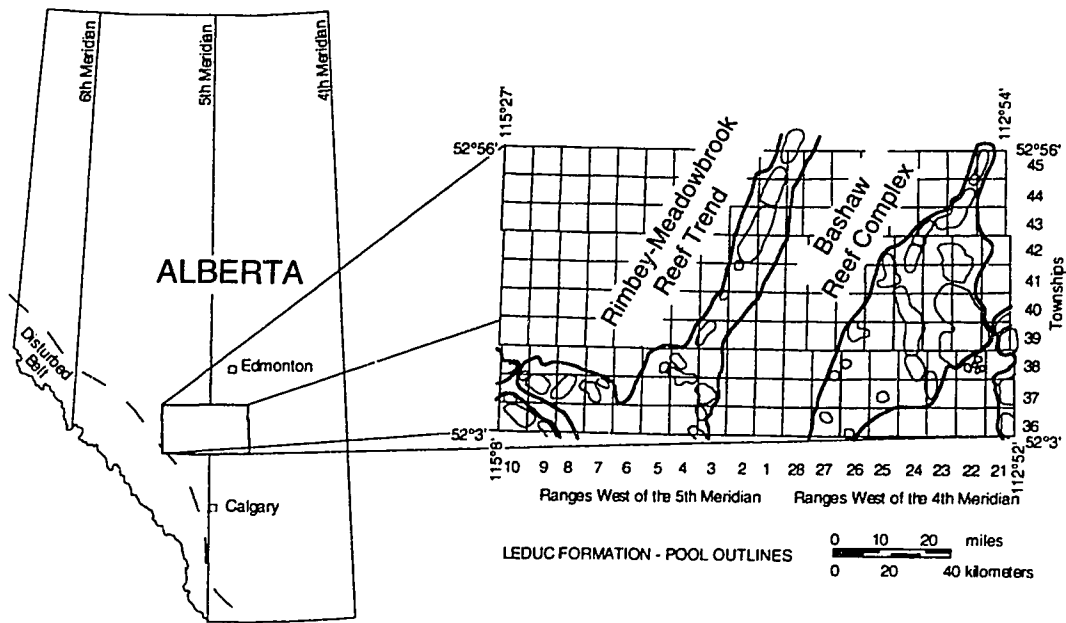 6th Meridian
5th Meridian
4th Meridian
ALBERTA
Disturbed
Belt
Edmonton
Calgary
115°27'
112°54'
52°56'
52°56'
Rimbey-Meadowbrook
Reef Trend
Bashaw
Reef Complex
45
44
43
42
41
40
39
38
37
36
Townships
52°3'
52°3'
115°8'
112°52'
10 9 8 7 6 5 4 3 2 1 28 27 26 25 24 23 22 21
Ranges West of the 5th Meridian
Ranges West of the 4th Meridian
LEDUC FORMATION - POOL OUTLINES
0 10 20 miles
0 20 40 kilometers